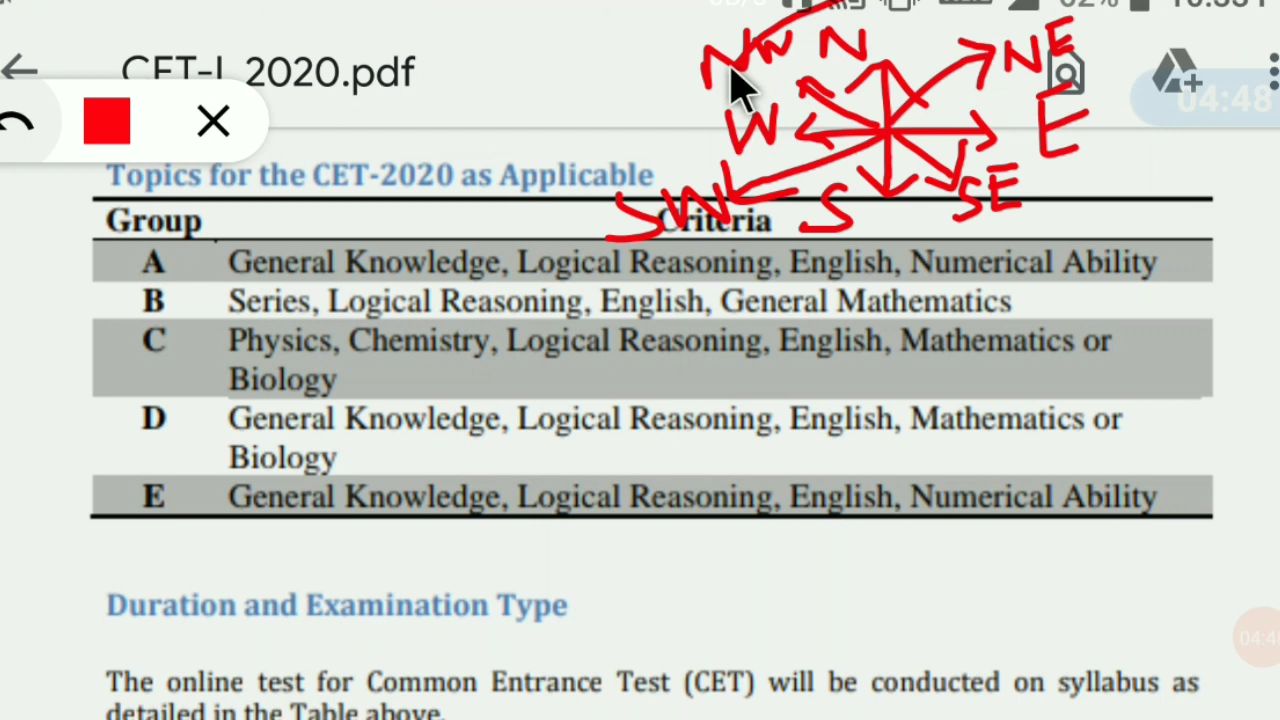 62%
CET-I 2020.pdf
NW N NE
04:48
W E
SW S SE
Topics for the CET-2020 as Applicable
Group Criteria
A General Knowledge, Logical Reasoning, English, Numerical Ability
B Series, Logical Reasoning, English, General Mathematics
C Physics, Chemistry, Logical Reasoning, English, Mathematics or
Biology
D General Knowledge, Logical Reasoning, English, Mathematics or
Biology
E General Knowledge, Logical Reasoning, English, Numerical Ability
Duration and Examination Type
The online test for Common Entrance Test (CET) will be conducted on syllabus as
detailed in the Table above.